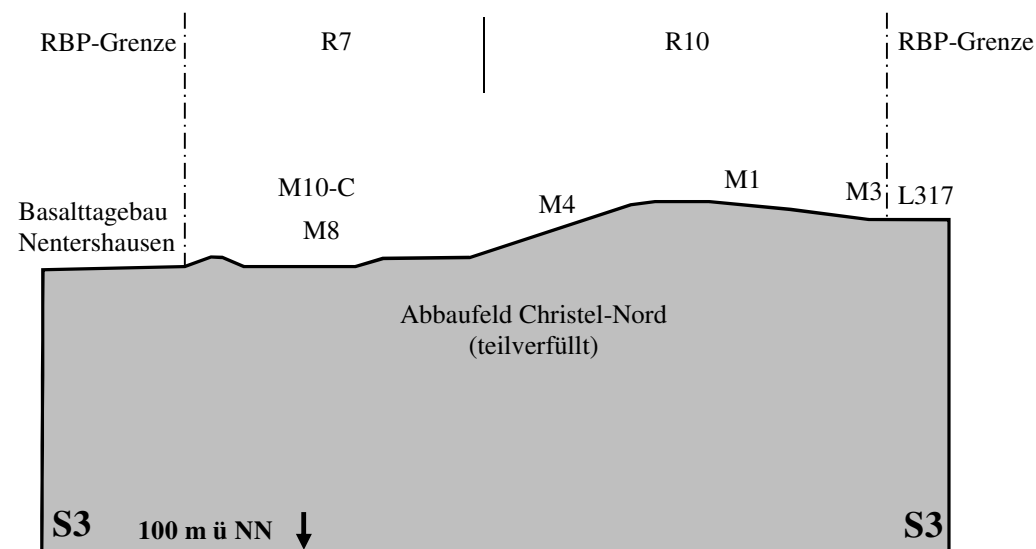 RBP-Grenze
R7
R10
RBP-Grenze
M10-C
M1
M3
L317
Basalttagebau
M4
M8
Nentershausen
Abbaufeld Christel-Nord
(teilverfüllt)
S3
100 m ü NN
S3